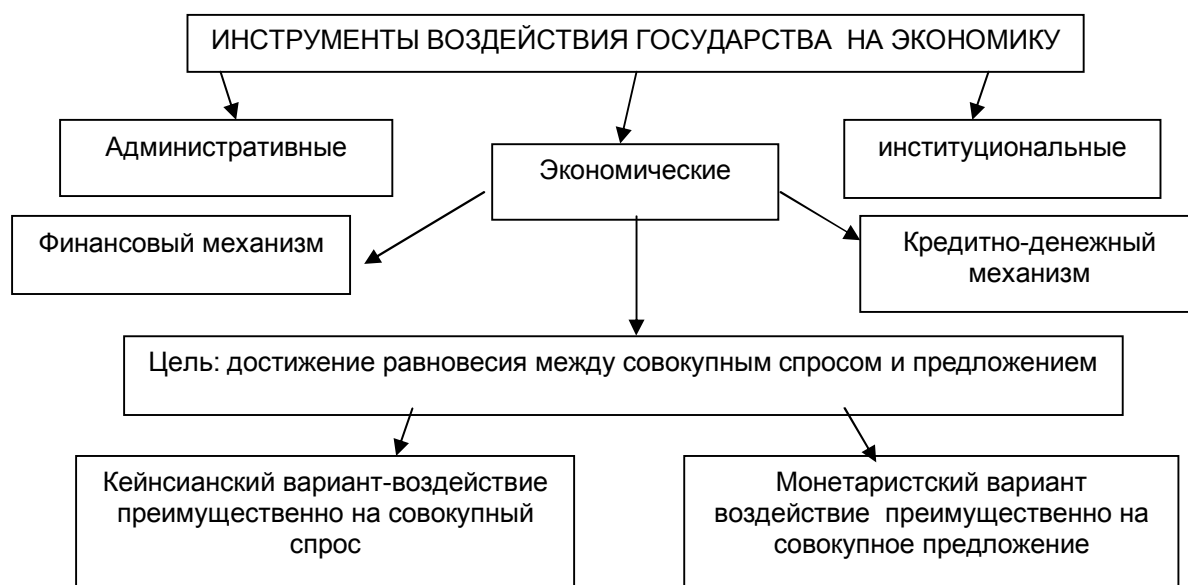 ИНСТРУМЕНТЫ ВОЗДЕЙСТВИЯ ГОСУДАРСТВА НА ЭКОНОМИКУ
Административные
Экономические
институциональные
Финансовый механизм
Кредитно-денежный
механизм
Цель: достижение равновесия между совокупным спросом и предложением
Кейнсианский вариант-воздействие
преимущественно на совокупный
спрос
Монетаристский вариант
воздействие преимущественно на
совокупное предложение